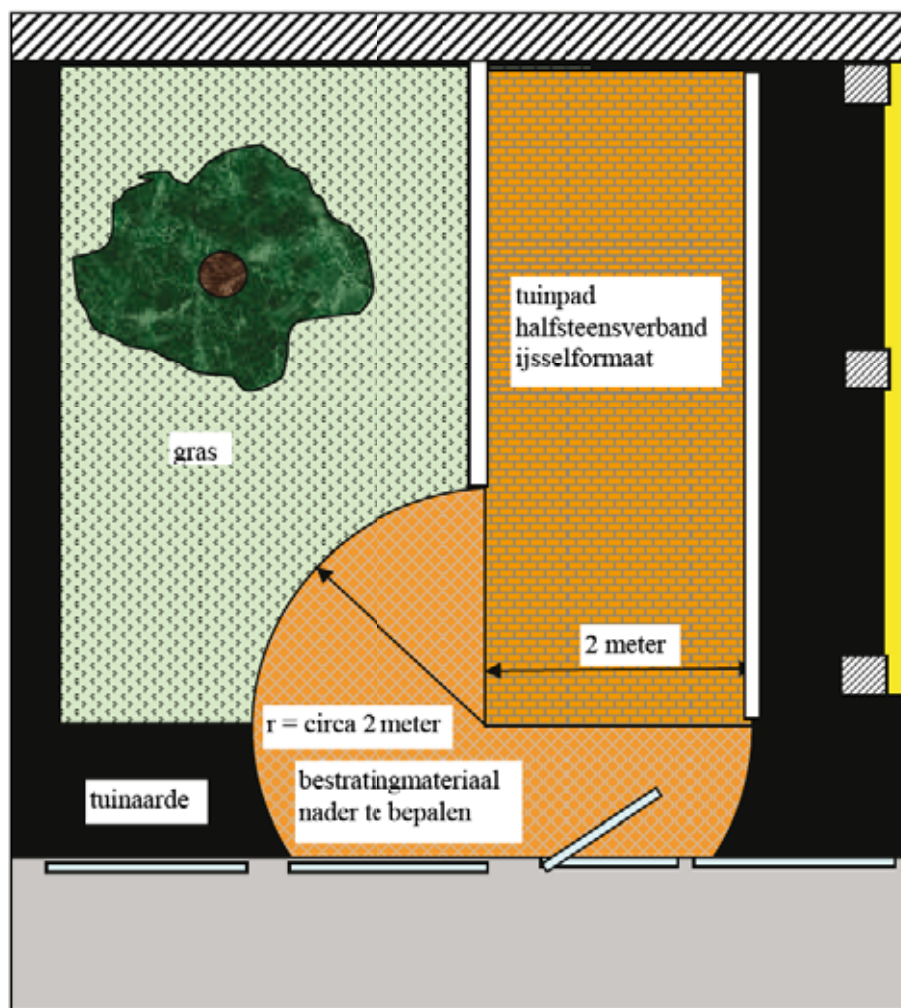 tuinpad
halfsteensverband
ijsselformaat
gras
2 meter
r = circa 2 meter
bestratingmateriaal
nader te bepalen
tuinaarde